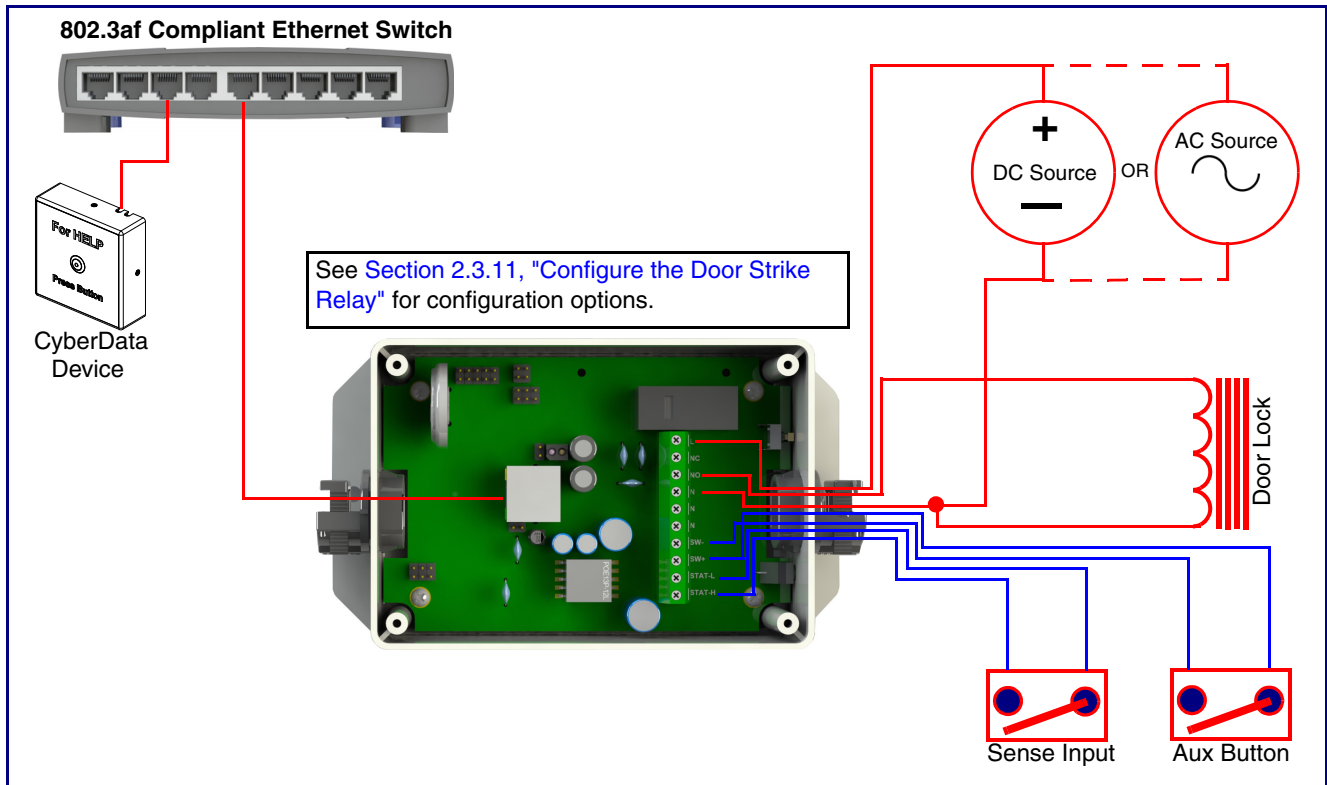 802.3af Compliant Ethernet Switch
For HELP
Press Button
CyberData
Device
See Section 2.3.11, "Configure the Door Strike
Relay" for configuration options.
+
DC Source
—
OR
AC Source
Door Lock
L
NC
NO
N
N
N
SW-
SW+
STAT-L
STAT-H
Sense Input
Aux Button